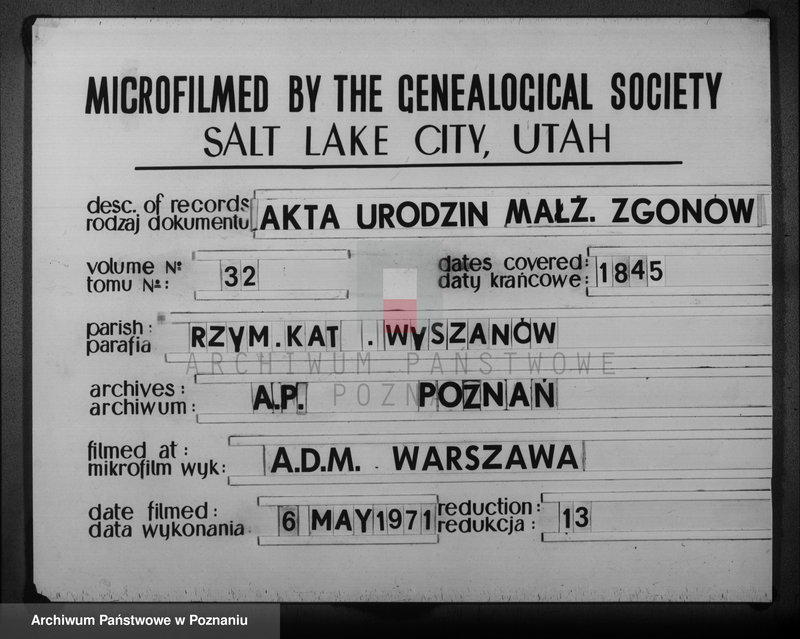 MICROFILMED BY THE GENEALOGICAL SOCIETY
SALT LAKE CITY, UTAH
desc. of records
rodzaj dokumentu
AKTA URODZIN MAŁŻ. ZGONÓW
volume №
tomu №:
32
dates covered:
daty krańcowe:
1845
parish:
parafia
RZYM.KAT. WYSZANÓW
ARCHIWUM PAŃSTWOWE
POZNAŃ
archives:
archiwum:
A.P. POZNAŃ
filmed at:
mikrofilm wyk:
A.D.M. WARSZAWA
date filmed:
data wykonania
6 MAY 1971
reduction:
redukcja:
13
Archiwum Państwowe w Poznaniu